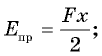 Eпр = Fx/2;